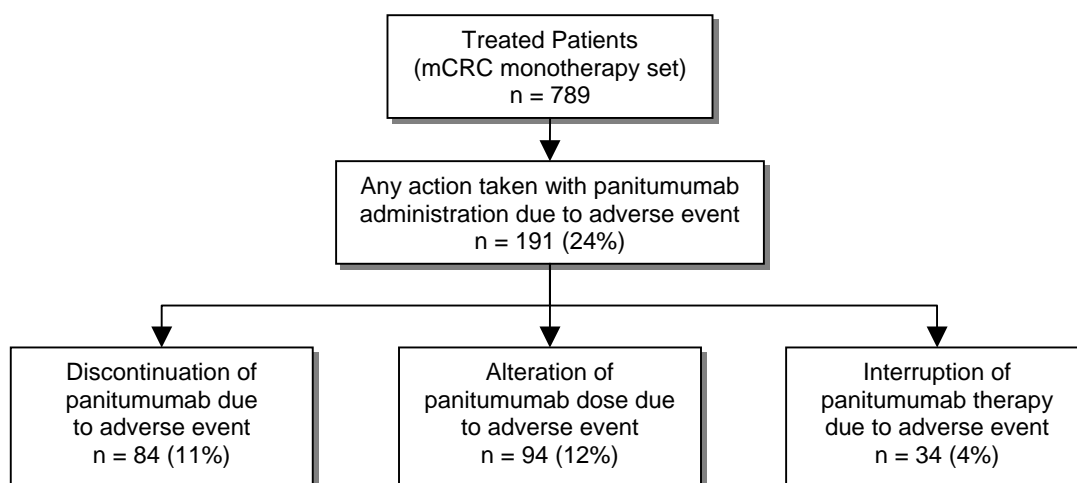 Treated Patients
(mCRC monotherapy set)
n = 789
Any action taken with panitumumab
administration due to adverse event
n = 191 (24%)
Discontinuation of
panitumumab due
to adverse event
n = 84 (11%)
Alteration of
panitumumab dose due
to adverse event
n = 94 (12%)
Interruption of
panitumumab therapy
due to adverse event
n = 34 (4%)